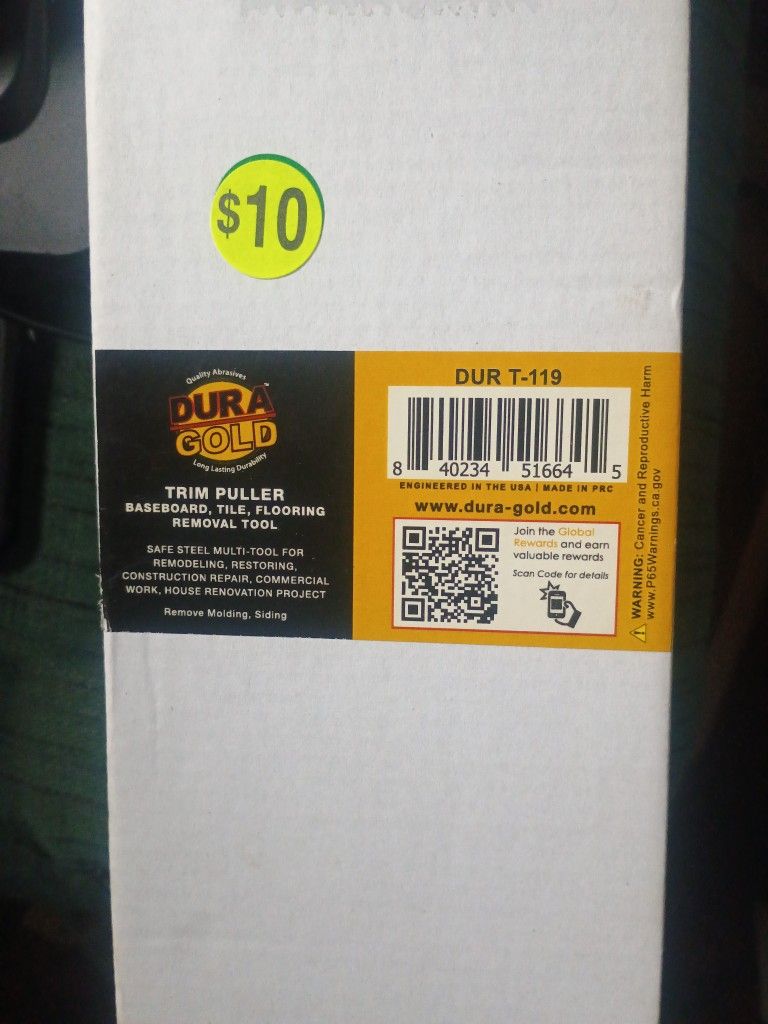 $10
Quality Abrasives
DURA™
GOLD
Long Lasting Durability
TRIM PULLER
BASEBOARD, TILE, FLOORING
REMOVAL TOOL
SAFE STEEL MULTI-TOOL FOR
REMODELING, RESTORING,
CONSTRUCTION REPAIR, COMMERCIAL
WORK, HOUSE RENOVATION PROJECT
Remove Molding, Siding
DUR T-119
8 40234 51664 5
ENGINEERED IN THE USA | MADE IN PRC
www.dura-gold.com
Join the Global
Rewards and earn
valuable rewards
Scan Code for details
WARNING: Cancer and Reproductive Harm
www.P65Warnings.ca.gov